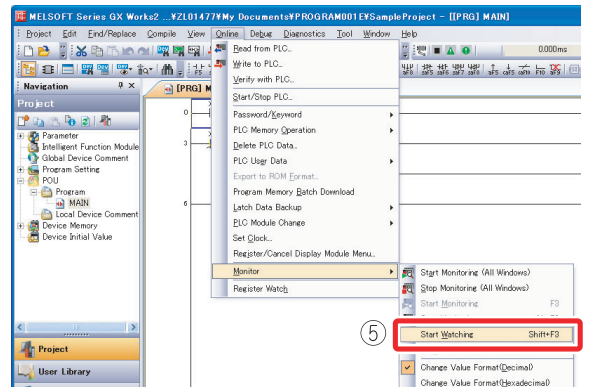 MELSOFT Series GX Works2 ...¥ZL01477¥My Documents¥PROGRAM001E¥SampleProject - [[PRG] MAIN]
Project Edit Find/Replace Compile View Online Debug Diagnostics Tool Window Help
0.000ms
Navigation
[PRG] M
Project
Parameter
Intelligent Function Module
Global Device Comment
Program Setting
POU
Program
MAIN
Local Device Comment
Device Memory
Device Initial Value
Project
User Library
0
3
6
Read from PLC...
Write to PLC...
Verify with PLC...
Start/Stop PLC...
Password/Keyword
PLC Memory Operation
Delete PLC Data...
PLC User Data
Export to ROM Format...
Program Memory Batch Download
Latch Data Backup
PLC Module Change
Set Clock...
Register/Cancel Display Module Menu...
Monitor
Register Watch
Start Monitoring (All Windows)
Stop Monitoring (All Windows)
Start Monitoring F3
⑤
Start Watching Shift+F3
Change Value Format(Decimal)
Change Value Format(Hexadecimal)